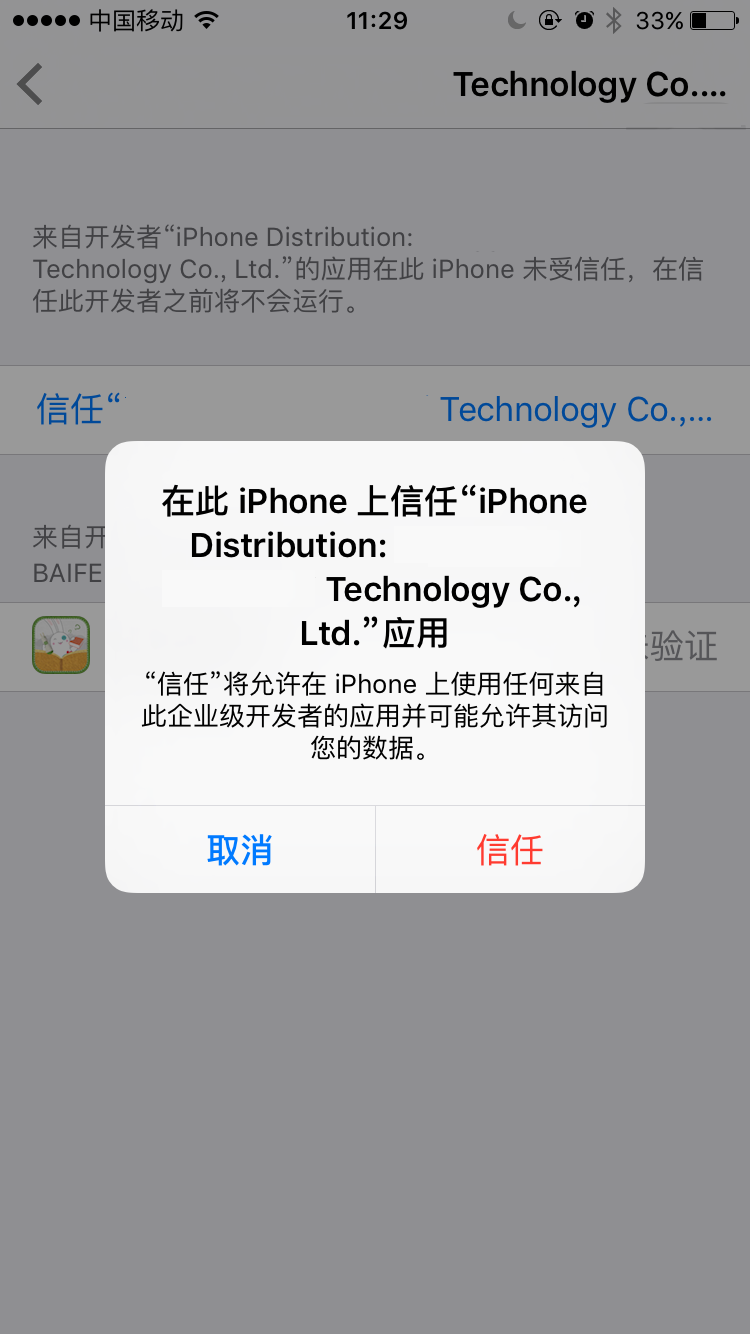 中国移动 11:29 33%
Technology Co....
来自开发者“iPhone Distribution:
Technology Co., Ltd.”的应用在此 iPhone 未受信任，在信
任此开发者之前将不会运行。
信任“ Technology Co.,...
在此 iPhone 上信任“iPhone
Distribution:
Technology Co.,
Ltd.”应用
“信任”将允许在 iPhone 上使用任何来自
此企业级开发者的应用并可能允许其访问
您的数据。
来自开
BAIFE
验证
取消 信任